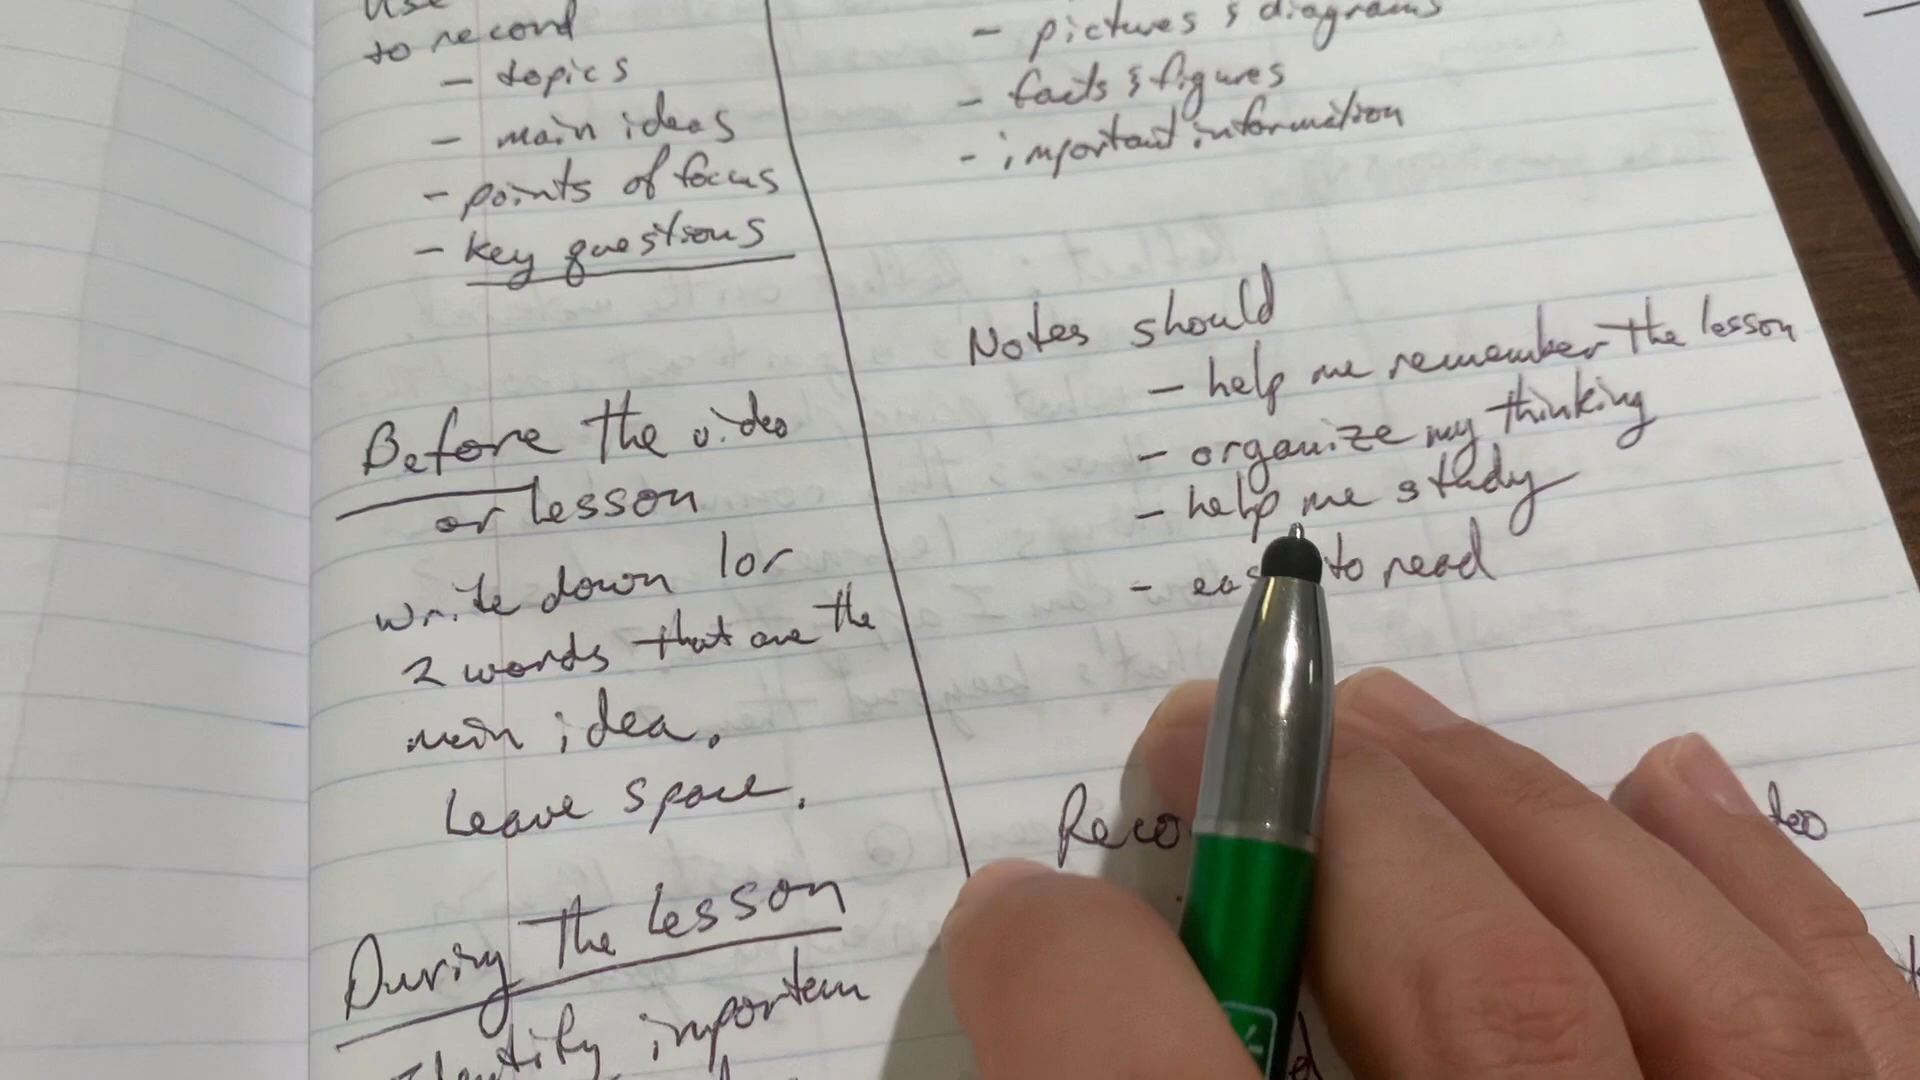 to record
- topics
- main ideas
- points of focus
- key questions
Before the video
or lesson
write down 1 or
2 words that are the
main idea.
Leave space.
During the lesson
Identify importan
- pictures & diagrams
- facts & figures
- important information
Notes should
- help me remember the lesson
- organize my thinking
- help me study
- to read